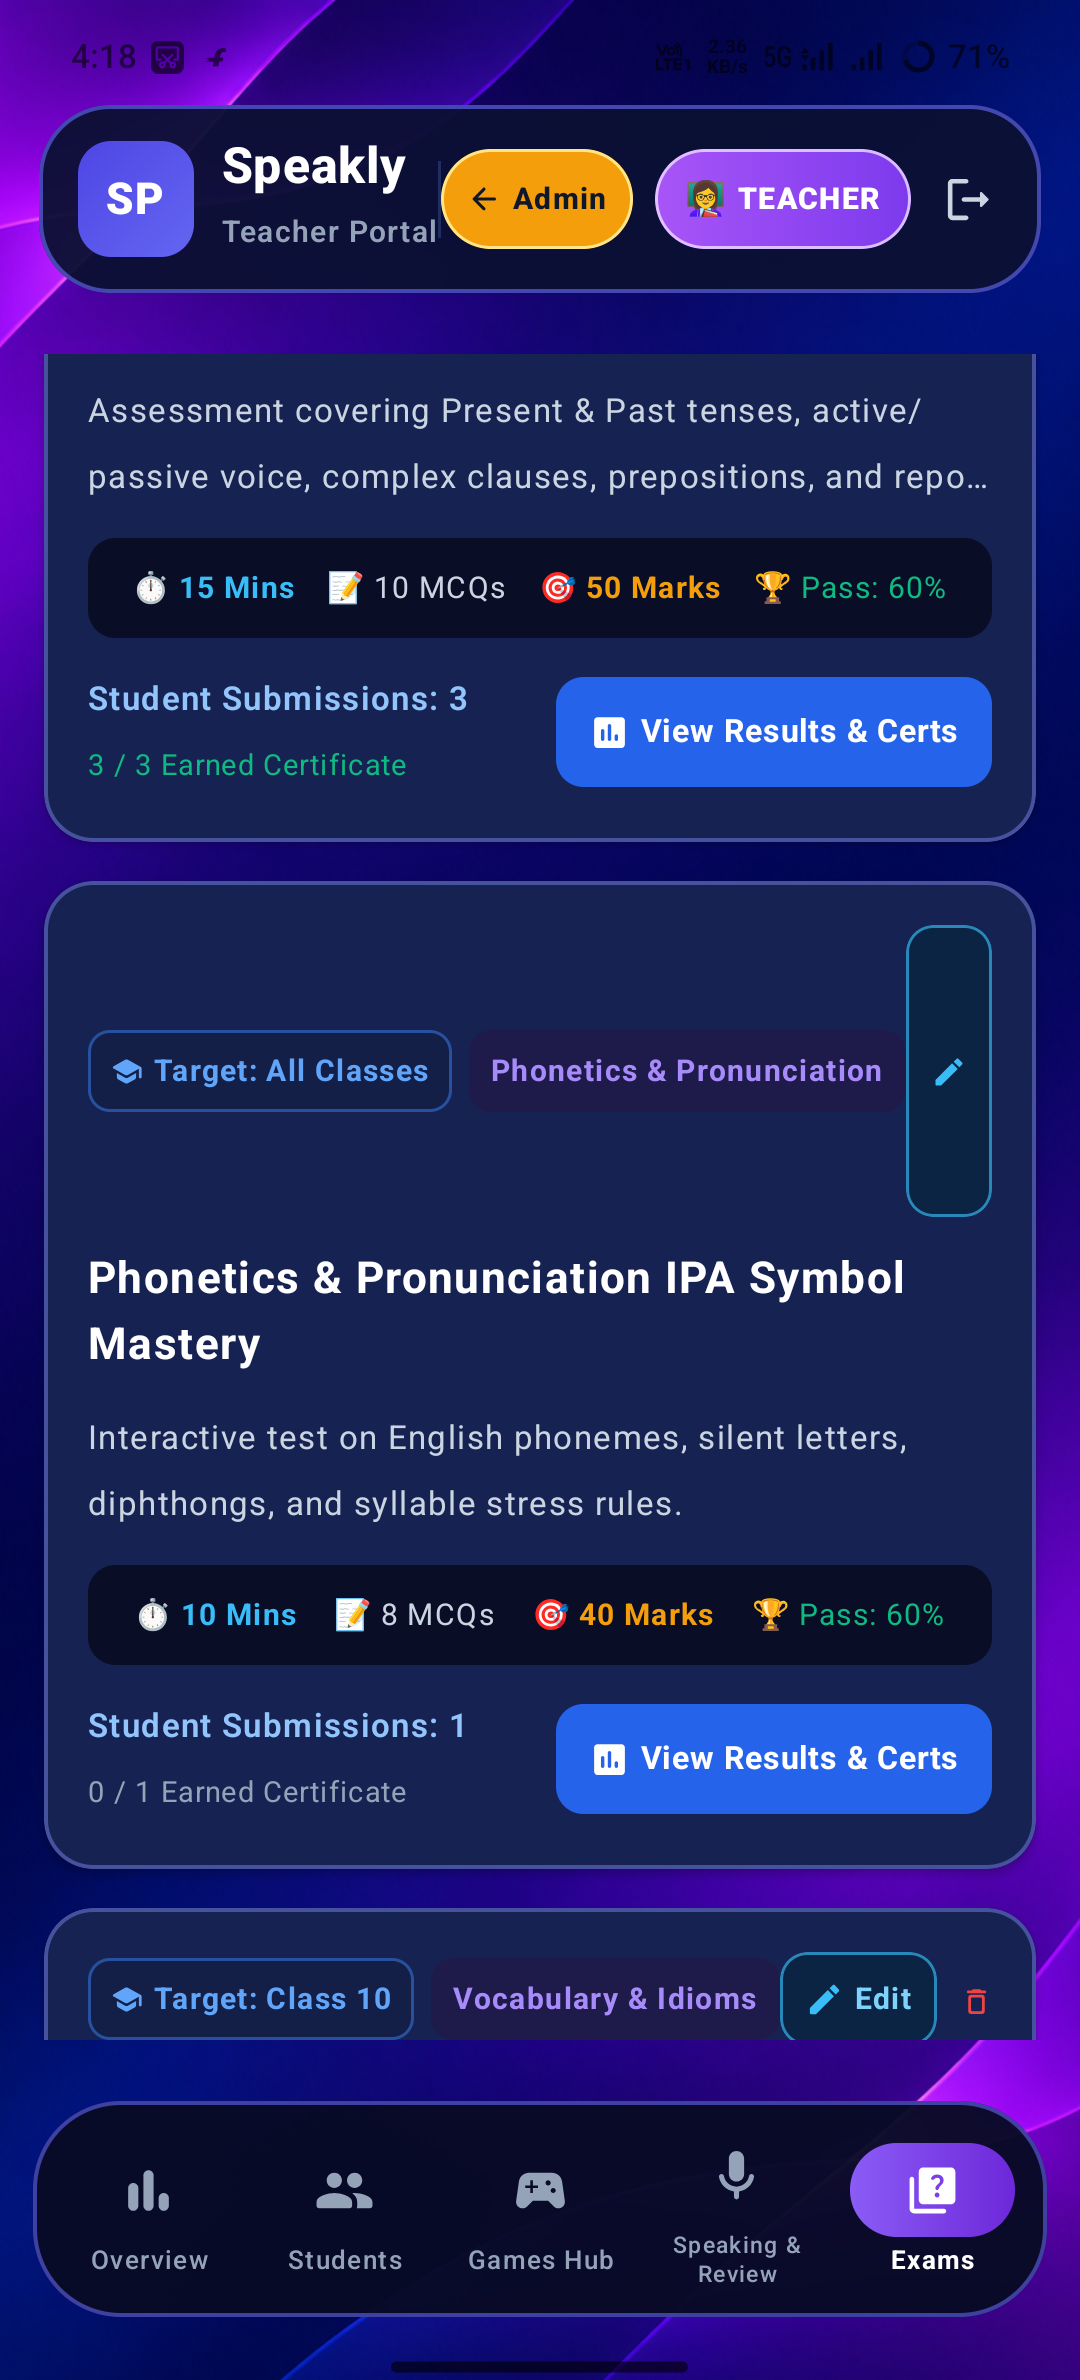 4:18
VoLTE1 2.36 KB/s 5G 71%
SP
Speakly
Teacher Portal
Admin
TEACHER
Assessment covering Present & Past tenses, active/
passive voice, complex clauses, prepositions, and repo...
15 Mins 10 MCQs 50 Marks Pass: 60%
Student Submissions: 3
3 / 3 Earned Certificate
View Results & Certs
Target: All Classes Phonetics & Pronunciation
Phonetics & Pronunciation IPA Symbol
Mastery
Interactive test on English phonemes, silent letters,
diphthongs, and syllable stress rules.
10 Mins 8 MCQs 40 Marks Pass: 60%
Student Submissions: 1
0 / 1 Earned Certificate
View Results & Certs
Target: Class 10 Vocabulary & Idioms Edit
Overview
Students
Games Hub
Speaking &
Review
Exams